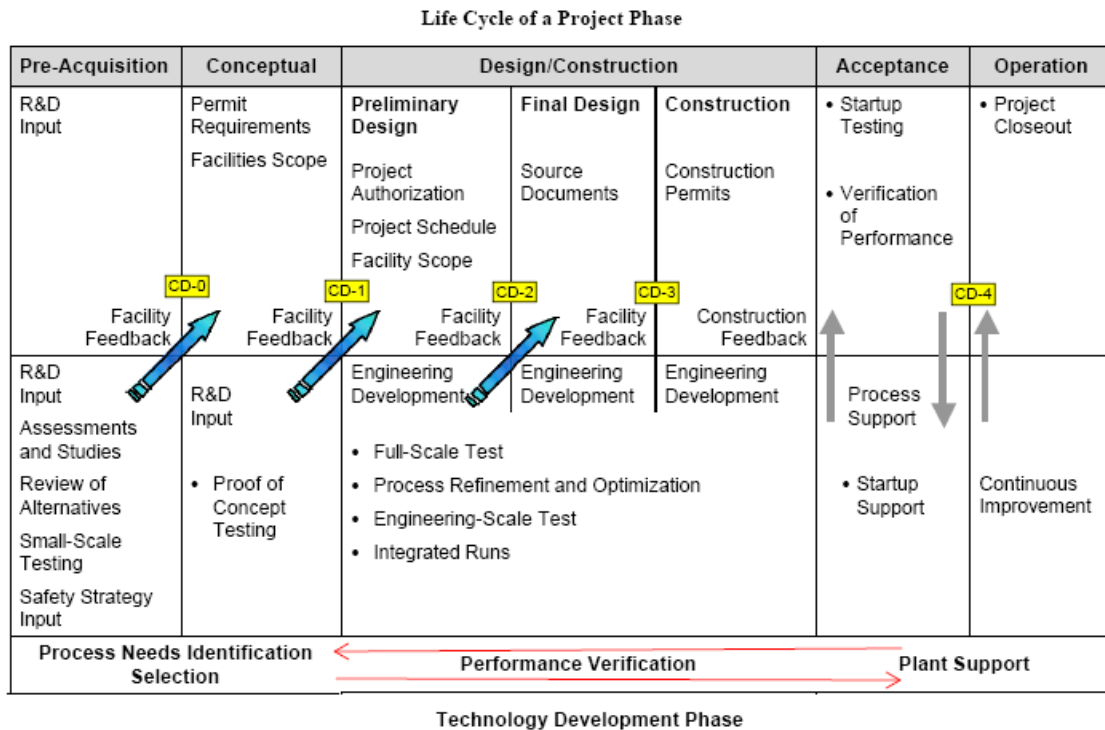 Life Cycle of a Project Phase
Pre-Acquisition
Conceptual
Design/Construction
Acceptance
Operation
R&D
Input
Permit
Requirements
Facilities Scope
Preliminary
Design
Project
Authorization
Project Schedule
Facility Scope
Final Design
Source
Documents
Construction
Construction
Permits
• Startup
Testing
• Verification
of
Performance
• Project
Closeout
CD-0
CD-1
CD-2
CD-3
CD-4
Facility
Feedback
Facility
Feedback
Facility
Feedback
Facility
Feedback
Construction
Feedback
R&D
Input
Assessments
and Studies
Review of
Alternatives
Small-Scale
Testing
Safety Strategy
Input
R&D
Input
• Proof of
Concept
Testing
Engineering
Development
Engineering
Development
Engineering
Development
• Full-Scale Test
• Process Refinement and Optimization
• Engineering-Scale Test
• Integrated Runs
Process
Support
• Startup
Support
Continuous
Improvement
Process Needs Identification
Selection
Performance Verification
Plant Support
Technology Development Phase